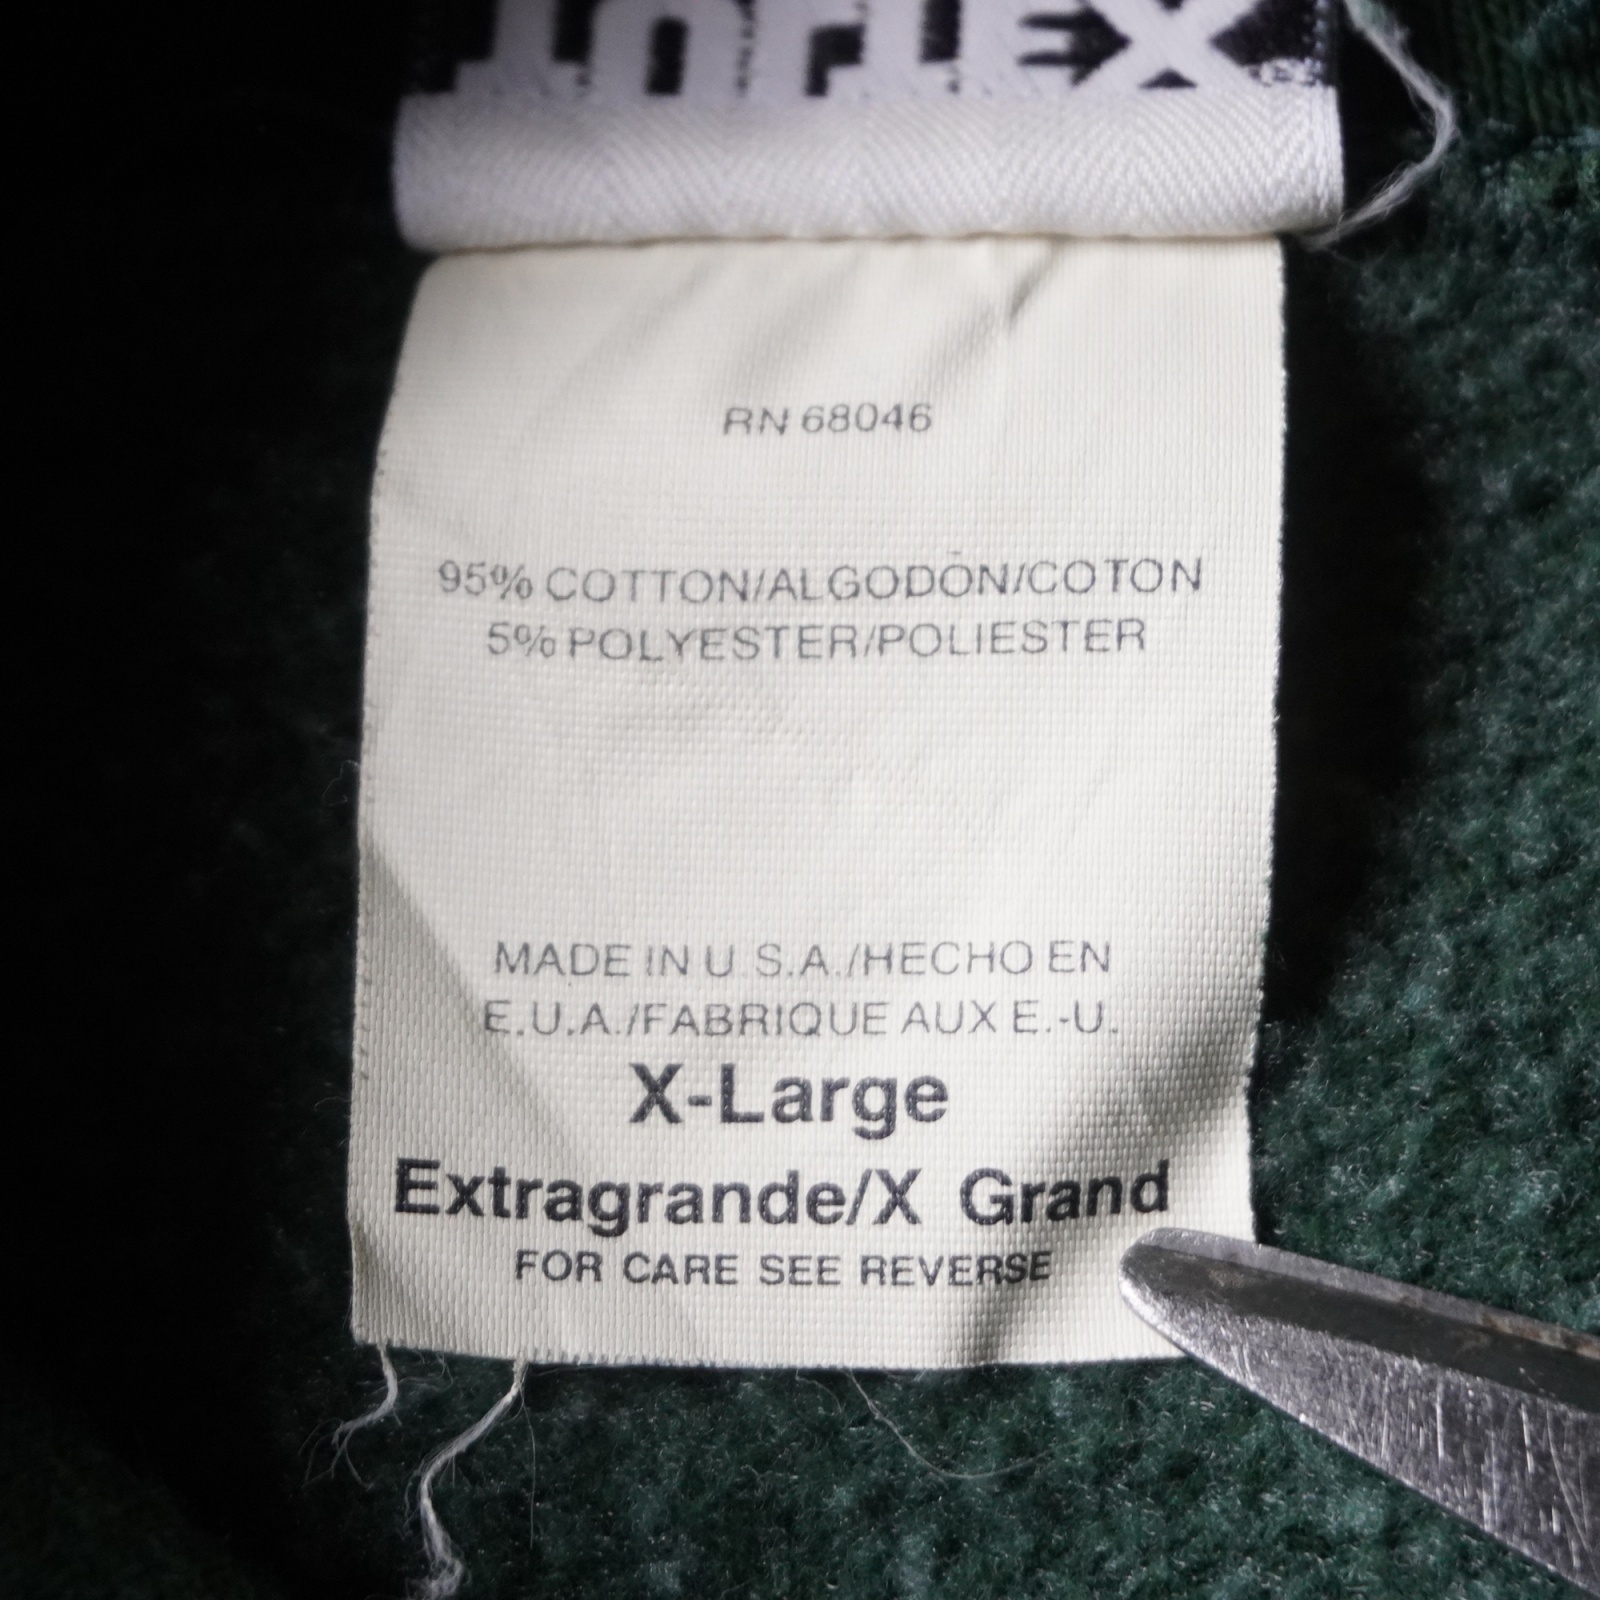 RN 68046
95% COTTON/ALGODÓN/COTON
5% POLYESTER/POLIESTER
MADE IN U.S.A./HECHO EN
E.U.A./FABRIQUE AUX E.-U.
X-Large
Extragrande/X Grand
FOR CARE SEE REVERSE